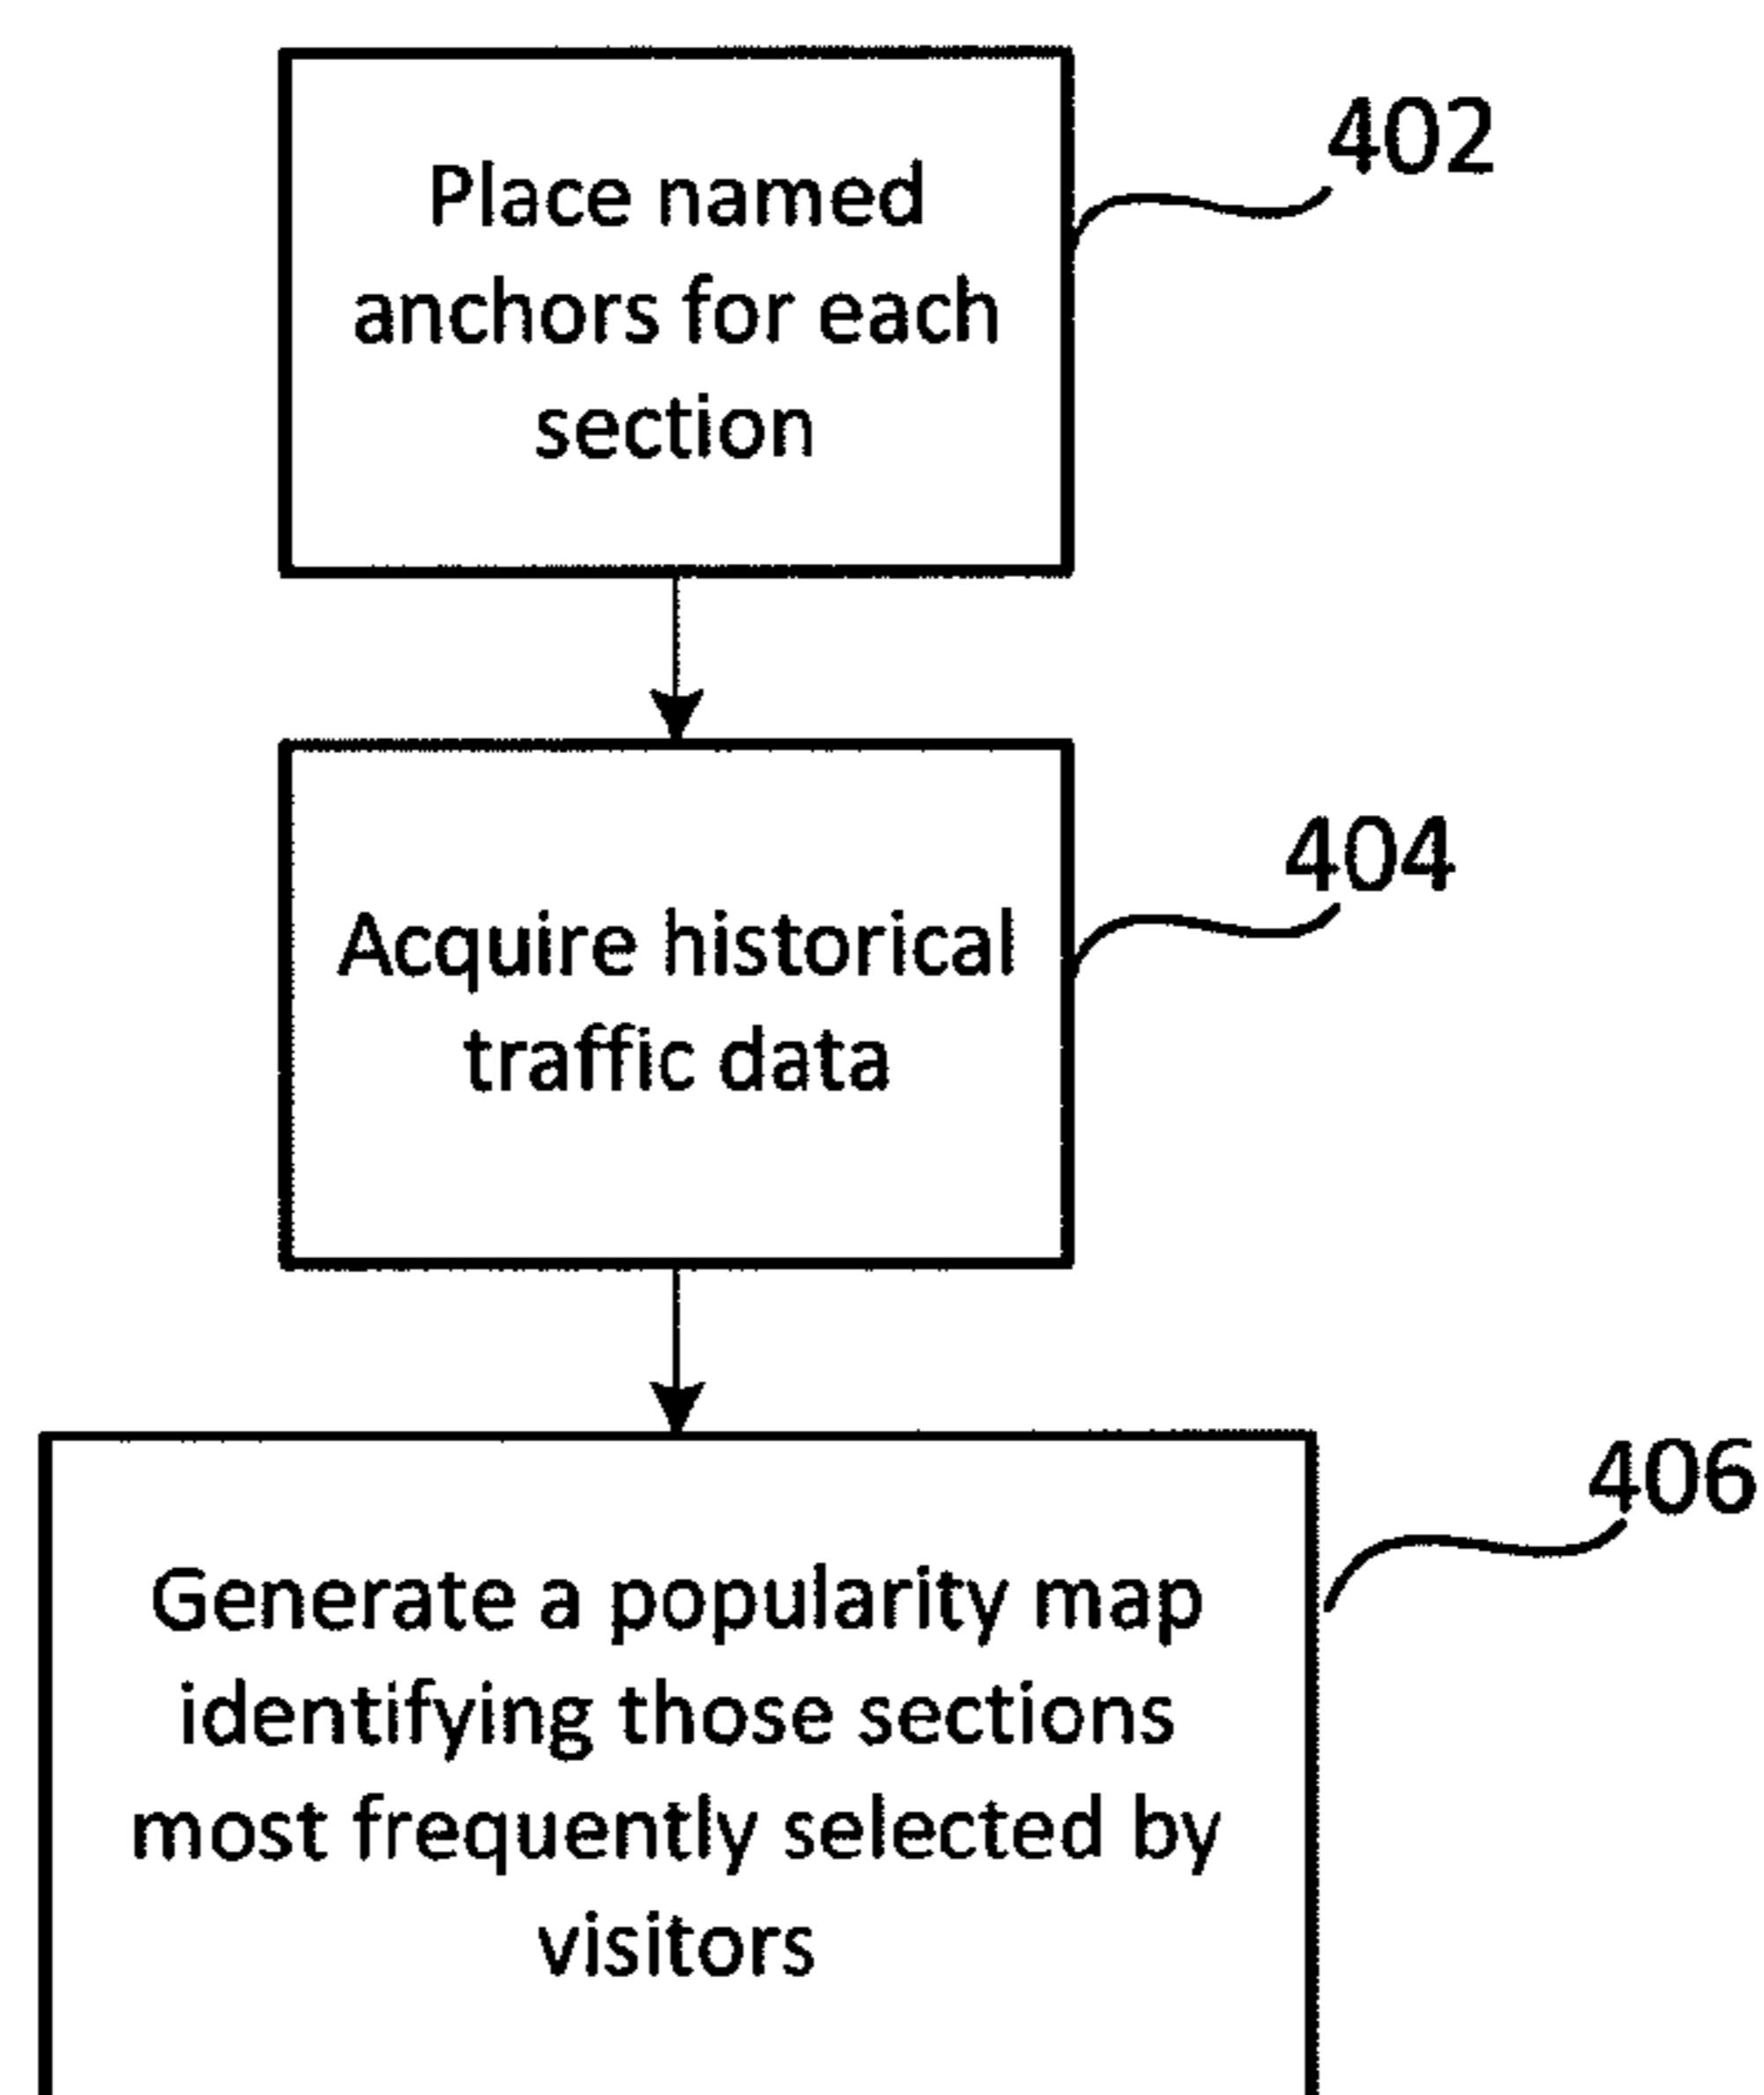 402
Place named
anchors for each
section
404
Acquire historical
traffic data
406
Generate a popularity map
identifying those sections
most frequently selected by
visitors